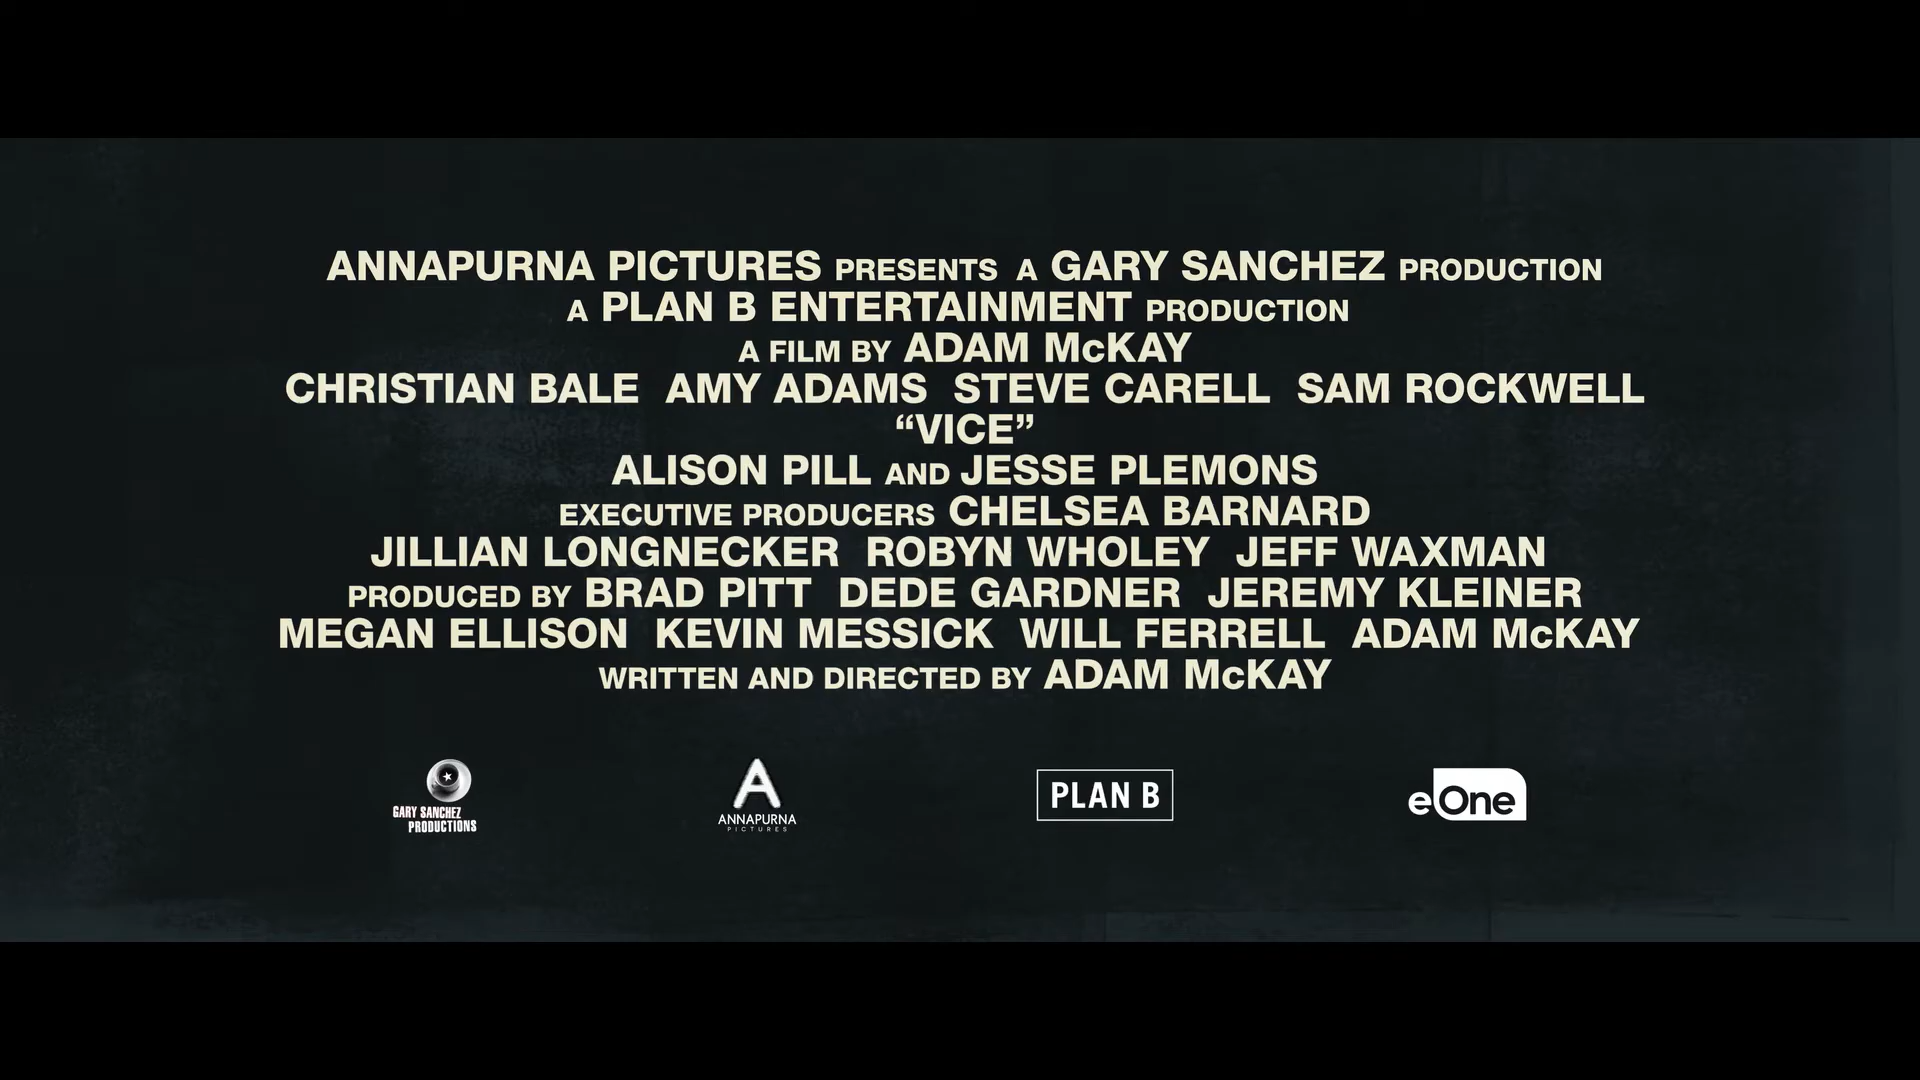 ANNAPURNA PICTURES PRESENTS A GARY SANCHEZ PRODUCTION
A PLAN B ENTERTAINMENT PRODUCTION
A FILM BY ADAM McKAY
CHRISTIAN BALE AMY ADAMS STEVE CARELL SAM ROCKWELL
“VICE”
ALISON PILL AND JESSE PLEMONS
EXECUTIVE PRODUCERS CHELSEA BARNARD
JILLIAN LONGNECKER ROBYN WHOLEY JEFF WAXMAN
PRODUCED BY BRAD PITT DEDE GARDNER JEREMY KLEINER
MEGAN ELLISON KEVIN MESSICK WILL FERRELL ADAM McKAY
WRITTEN AND DIRECTED BY ADAM McKAY
GARY SANCHEZ
PRODUCTIONS
A
ANNAPURNA
PICTURES
PLAN B
eOne